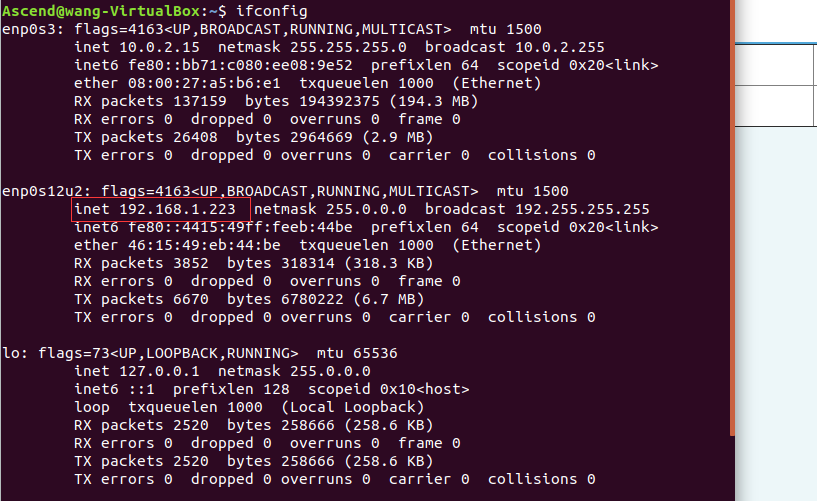 Ascend@wang-VirtualBox:~$ ifconfig
enp0s3: flags=4163<UP,BROADCAST,RUNNING,MULTICAST>  mtu 1500
        inet 10.0.2.15  netmask 255.255.255.0  broadcast 10.0.2.255
        inet6 fe80::bb71:c080:ee08:9e52  prefixlen 64  scopeid 0x20<link>
        ether 08:00:27:a5:b6:e1  txqueuelen 1000  (Ethernet)
        RX packets 137159  bytes 194392375 (194.3 MB)
        RX errors 0  dropped 0  overruns 0  frame 0
        TX packets 26408  bytes 2964669 (2.9 MB)
        TX errors 0  dropped 0 overruns 0  carrier 0  collisions 0
enp0s12u2: flags=4163<UP,BROADCAST,RUNNING,MULTICAST>  mtu 1500
        inet 192.168.1.223  netmask 255.0.0.0  broadcast 192.255.255.255
        inet6 fe80::4415:49ff:feeb:44be  prefixlen 64  scopeid 0x20<link>
        ether 46:15:49:eb:44:be  txqueuelen 1000  (Ethernet)
        RX packets 3852  bytes 318314 (318.3 KB)
        RX errors 0  dropped 0  overruns 0  frame 0
        TX packets 6670  bytes 6780222 (6.7 MB)
        TX errors 0  dropped 0 overruns 0  carrier 0  collisions 0
lo: flags=73<UP,LOOPBACK,RUNNING>  mtu 65536
        inet 127.0.0.1  netmask 255.0.0.0
        inet6 ::1  prefixlen 128  scopeid 0x10<host>
        loop  txqueuelen 1000  (Local Loopback)
        RX packets 2520  bytes 258666 (258.6 KB)
        RX errors 0  dropped 0  overruns 0  frame 0
        TX packets 2520  bytes 258666 (258.6 KB)
        TX errors 0  dropped 0 overruns 0  carrier 0  collisions 0